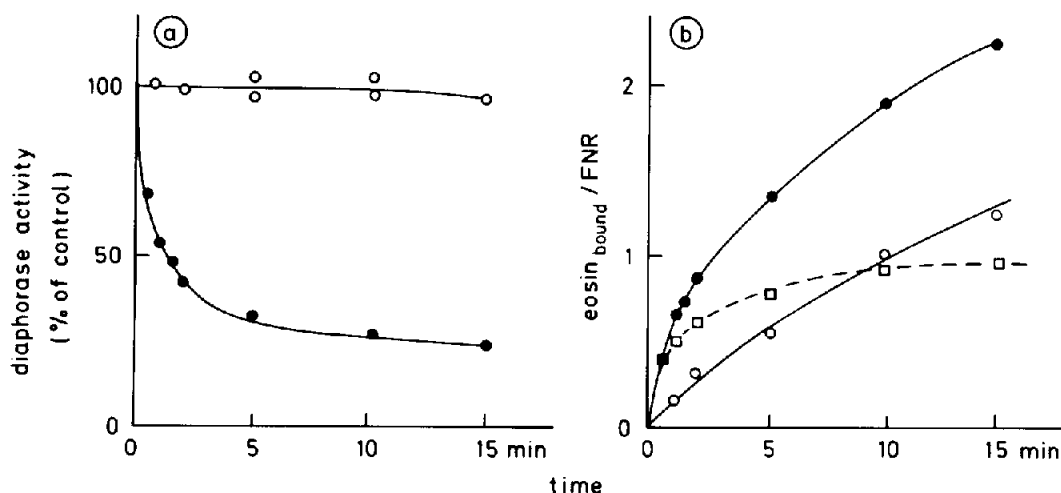 a
100
50
0
diaphorase activity
(% of control)
0 5 10 15 min
b
2
1
0
eosin bound / FNR
0 5 10 15 min
time